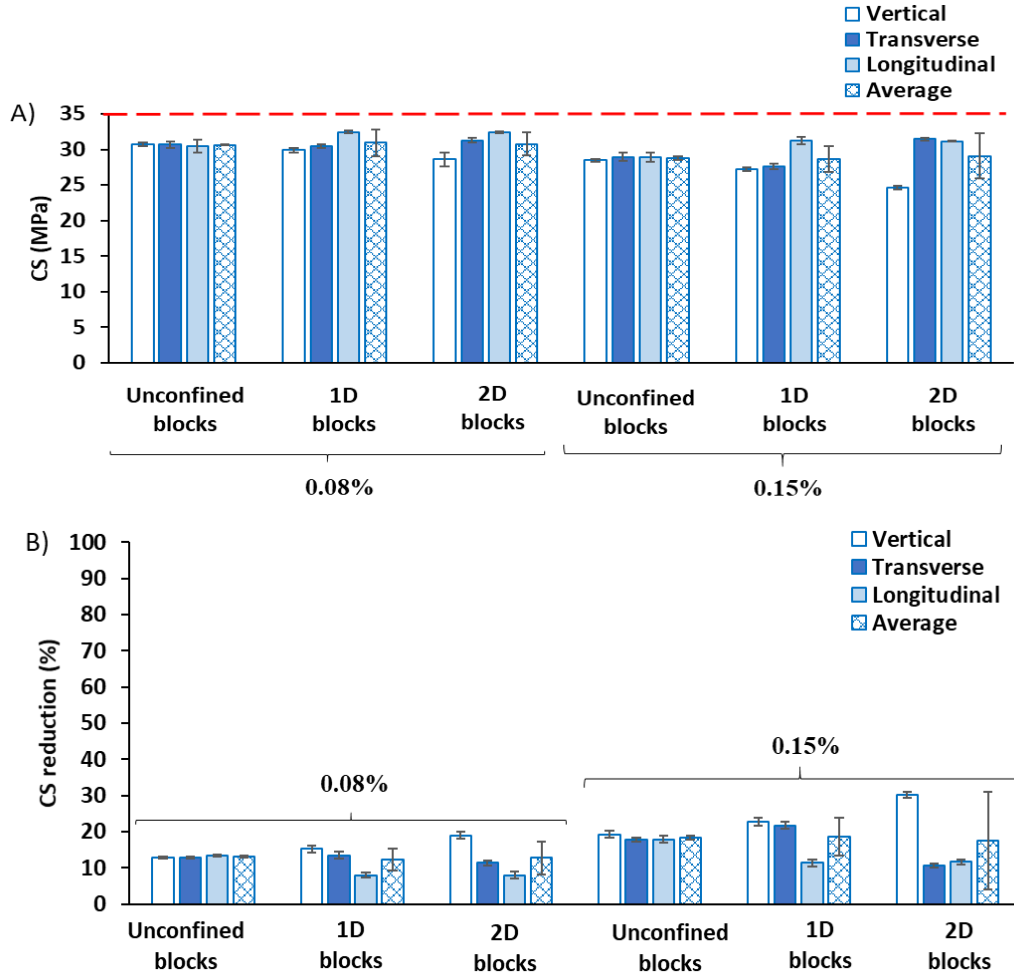 Vertical
Transverse
Longitudinal
Average
A)
35
30
25
20
15
10
5
0
CS (MPa)
Unconfined blocks
1D blocks
2D blocks
Unconfined blocks
1D blocks
2D blocks
0.08%
0.15%
B)
100
90
80
70
60
50
40
30
20
10
0
CS reduction (%)
Vertical
Transverse
Longitudinal
Average
0.08%
0.15%
Unconfined blocks
1D blocks
2D blocks
Unconfined blocks
1D blocks
2D blocks